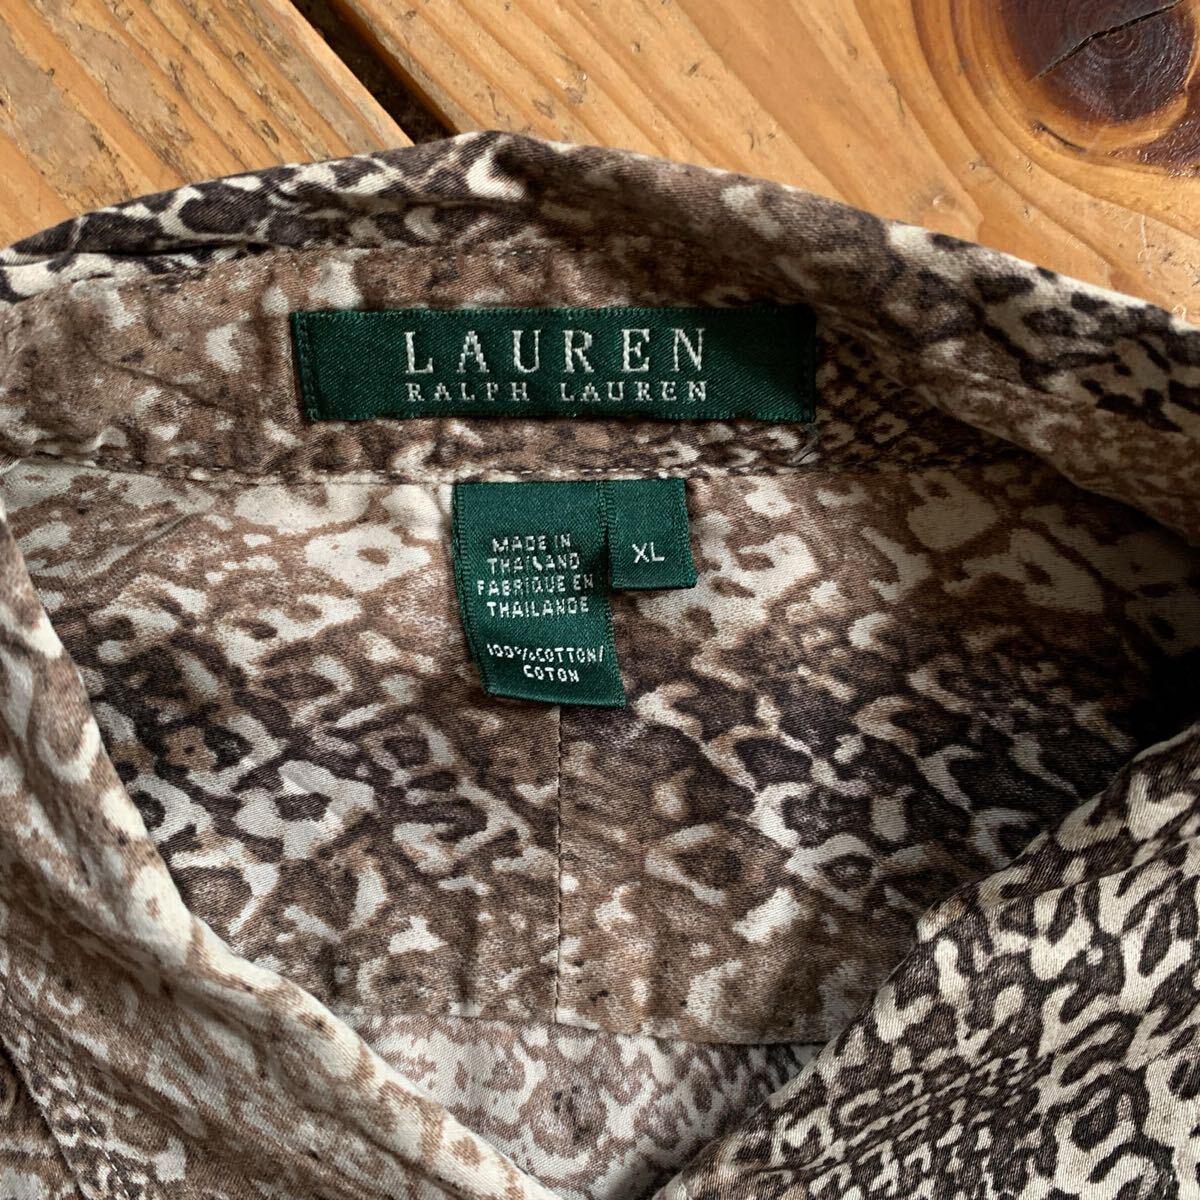 LAUREN
RALPH LAUREN
MADE IN
THAILAND
FABRIQUE EN
THAILANDE
100%COTTON/
COTON
XL